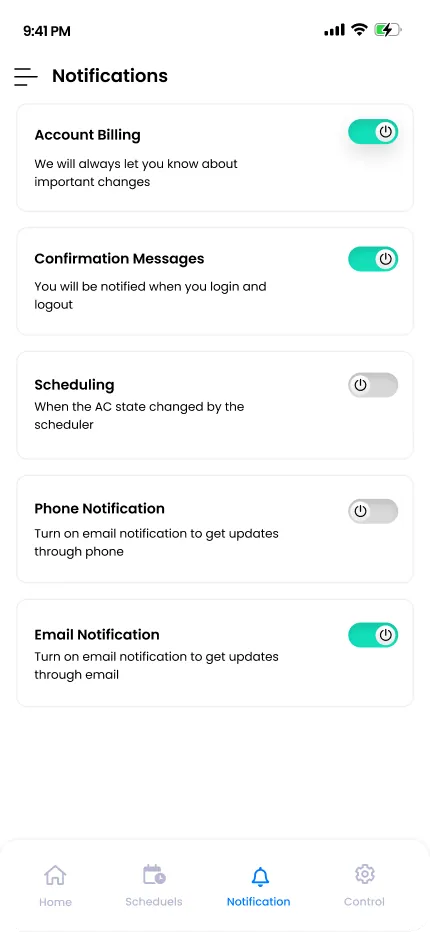 9:41 PM
Notifications
Account Billing
We will always let you know about
important changes
Confirmation Messages
You will be notified when you login and
logout
Scheduling
When the AC state changed by the
scheduler
Phone Notification
Turn on email notification to get updates
through phone
Email Notification
Turn on email notification to get updates
through email
Home
Scheduels
Notification
Control